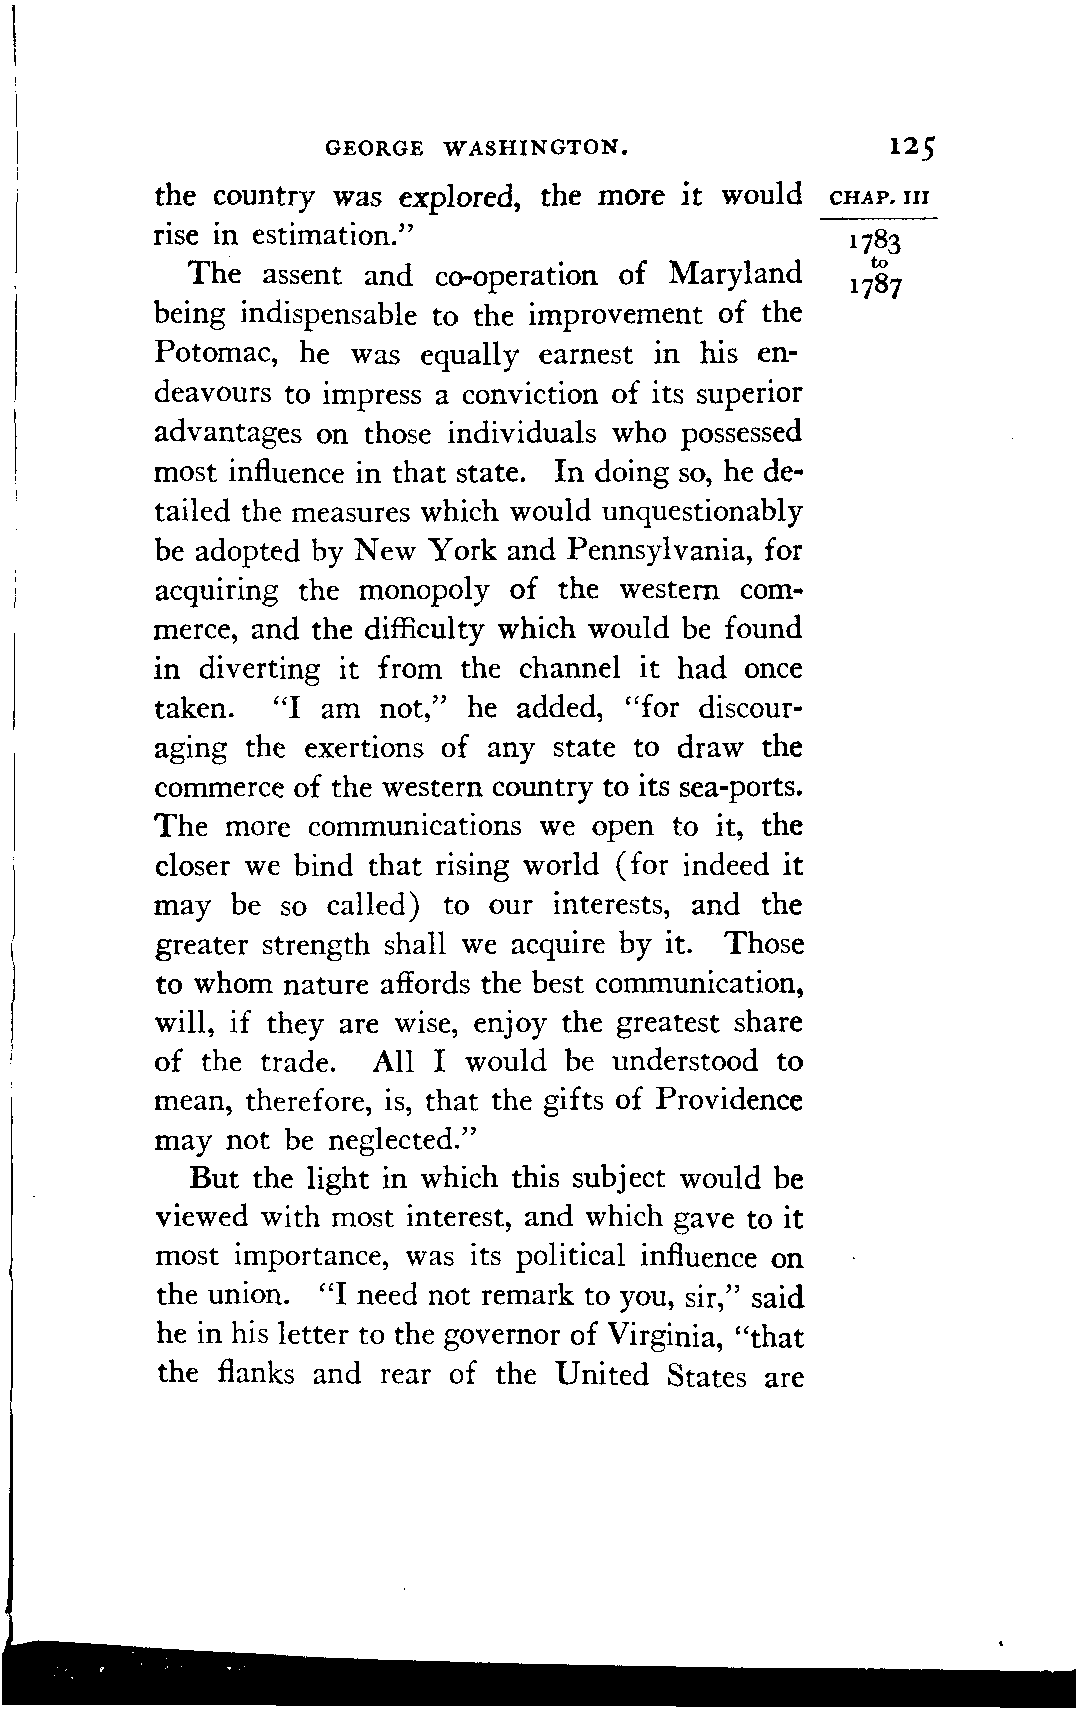 GEORGE WASHINGTON. 125
the country was explored, the more it would
rise in estimation.”
CHAP. III
1783
to
1787
The assent and co-operation of Maryland
being indispensable to the improvement of the
Potomac, he was equally earnest in his en-
deavours to impress a conviction of its superior
advantages on those individuals who possessed
most influence in that state. In doing so, he de-
tailed the measures which would unquestionably
be adopted by New York and Pennsylvania, for
acquiring the monopoly of the western com-
merce, and the difficulty which would be found
in diverting it from the channel it had once
taken. “I am not,” he added, “for discour-
aging the exertions of any state to draw the
commerce of the western country to its sea-ports.
The more communications we open to it, the
closer we bind that rising world (for indeed it
may be so called) to our interests, and the
greater strength shall we acquire by it. Those
to whom nature affords the best communication,
will, if they are wise, enjoy the greatest share
of the trade. All I would be understood to
mean, therefore, is, that the gifts of Providence
may not be neglected.”
But the light in which this subject would be
viewed with most interest, and which gave to it
most importance, was its political influence on
the union. “I need not remark to you, sir,” said
he in his letter to the governor of Virginia, “that
the flanks and rear of the United States are